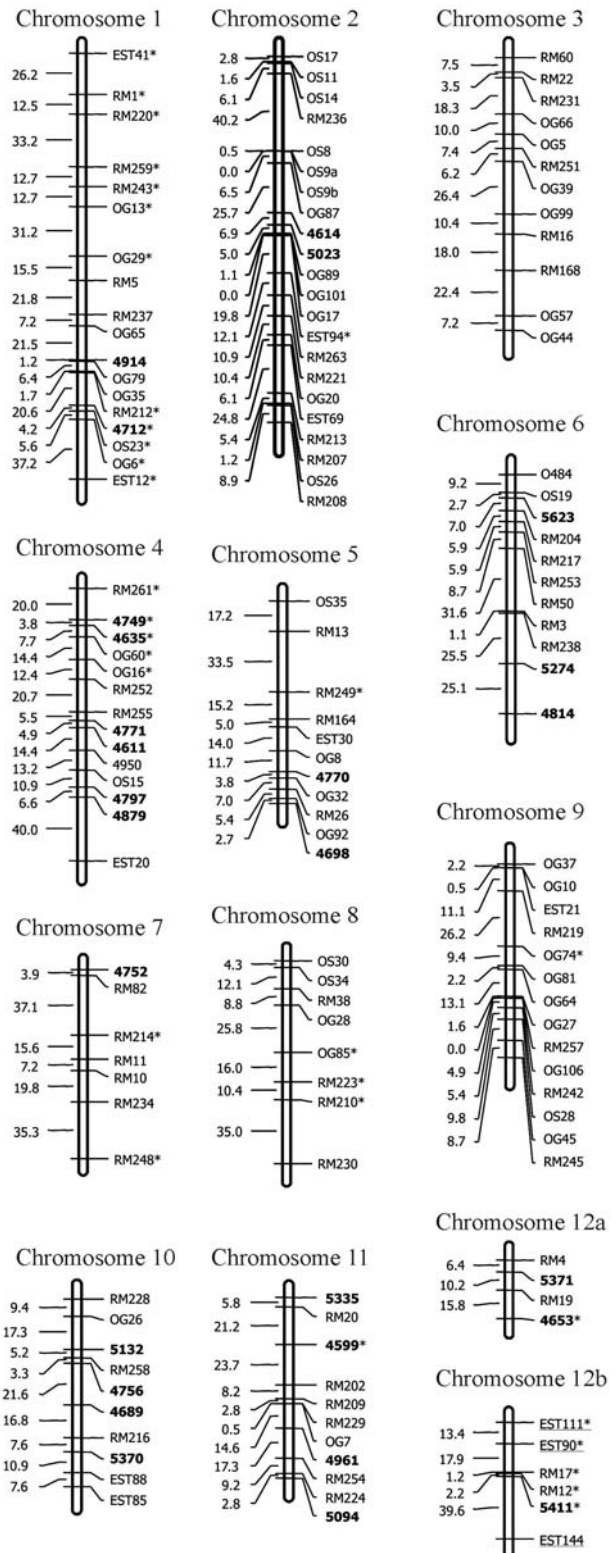 Chromosome 1
EST41*
26.2
RM1*
12.5
RM220*
33.2
RM259*
12.7
RM243*
12.7
OG13*
31.2
OG29*
15.5
RM5
21.8
RM237
7.2
OG65
21.5
4914
1.2
OG79
6.4
OG35
1.7
RM212*
20.6
4712*
4.2
OS23*
5.6
OG6*
37.2
EST12*
Chromosome 2
OS17
2.8
OS11
1.6
OS14
6.1
RM236
40.2
OS8
0.5
OS9a
0.0
OS9b
6.5
OG87
25.7
4614
6.9
5023
5.0
OG89
1.1
OG101
0.0
OG17
19.8
EST94*
12.1
RM263
10.9
RM221
10.4
OG20
6.1
EST69
24.8
RM213
5.4
RM207
1.2
OS26
8.9
RM208
Chromosome 3
RM60
7.5
RM22
3.5
RM231
18.3
OG66
10.0
OG5
7.4
RM251
6.2
OG39
26.4
OG99
10.4
RM16
18.0
RM168
22.4
OG57
7.2
OG44
Chromosome 4
RM261*
20.0
4749*
3.8
4635*
7.7
OG60*
14.4
OG16*
12.4
RM252
20.7
RM255
5.5
4771
4.9
4611
14.4
4950
13.2
OS15
10.9
4797
6.6
4879
40.0
EST20
Chromosome 5
OS35
17.2
RM13
33.5
RM249*
15.2
RM164
5.0
EST30
14.0
OG8
11.7
4770
3.8
OG32
7.0
RM26
5.4
OG92
2.7
4698
Chromosome 6
O484
9.2
OS19
2.7
5623
7.0
RM204
5.9
RM217
5.9
RM253
8.7
RM50
31.6
RM3
1.1
RM238
25.5
5274
25.1
4814
Chromosome 7
4752
3.9
RM82
37.1
RM214*
15.6
RM11
7.2
RM10
19.8
RM234
35.3
RM248*
Chromosome 8
OS30
4.3
OS34
12.1
RM38
8.8
OG28
25.8
OG85*
16.0
RM223*
10.4
RM210*
35.0
RM230
Chromosome 9
OG37
2.2
OG10
0.5
EST21
11.1
RM219
26.2
OG74*
9.4
OG81
2.2
OG64
13.1
OG27
1.6
RM257
0.0
OG106
4.9
RM242
5.4
OS28
9.8
OG45
8.7
RM245
Chromosome 10
RM228
9.4
OG26
17.3
5132
5.2
RM258
3.3
4756
21.6
4689
16.8
RM216
7.6
5370
10.9
EST88
7.6
EST85
Chromosome 11
5335
5.8
RM20
21.2
4599*
23.7
RM202
8.2
RM209
2.8
RM229
0.5
OG7
14.6
4961
17.3
RM254
9.2
RM224
2.8
5094
Chromosome 12a
RM4
6.4
5371
10.2
RM19
15.8
4653*
Chromosome 12b
EST111*
13.4
EST90*
17.9
RM17*
1.2
RM12*
2.2
5411*
39.6
EST144